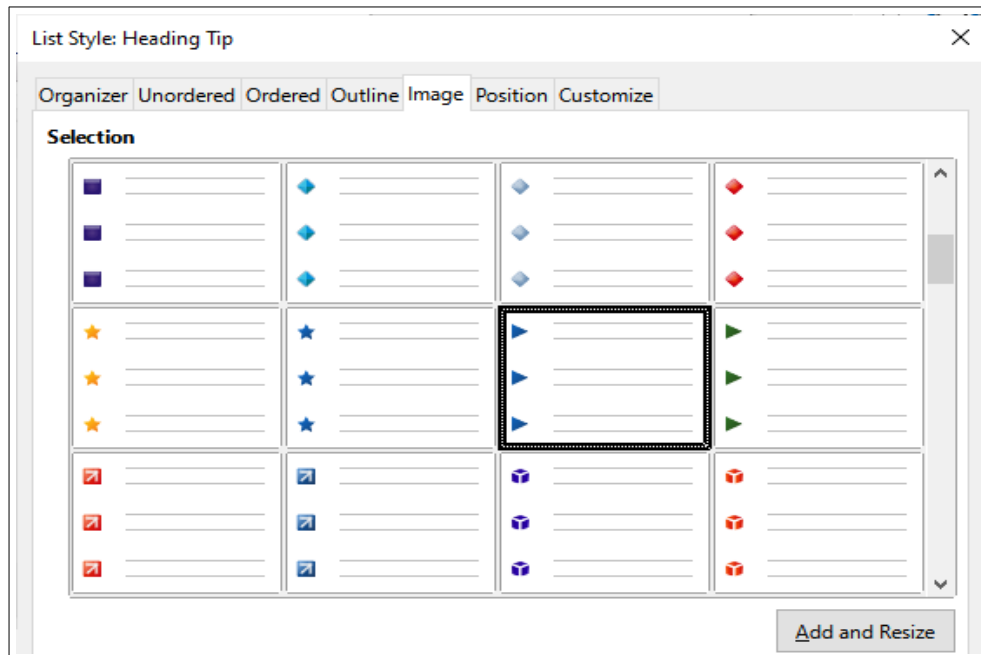 List Style: Heading Tip
Organizer Unordered Ordered Outline Image Position Customize
Selection
Add and Resize